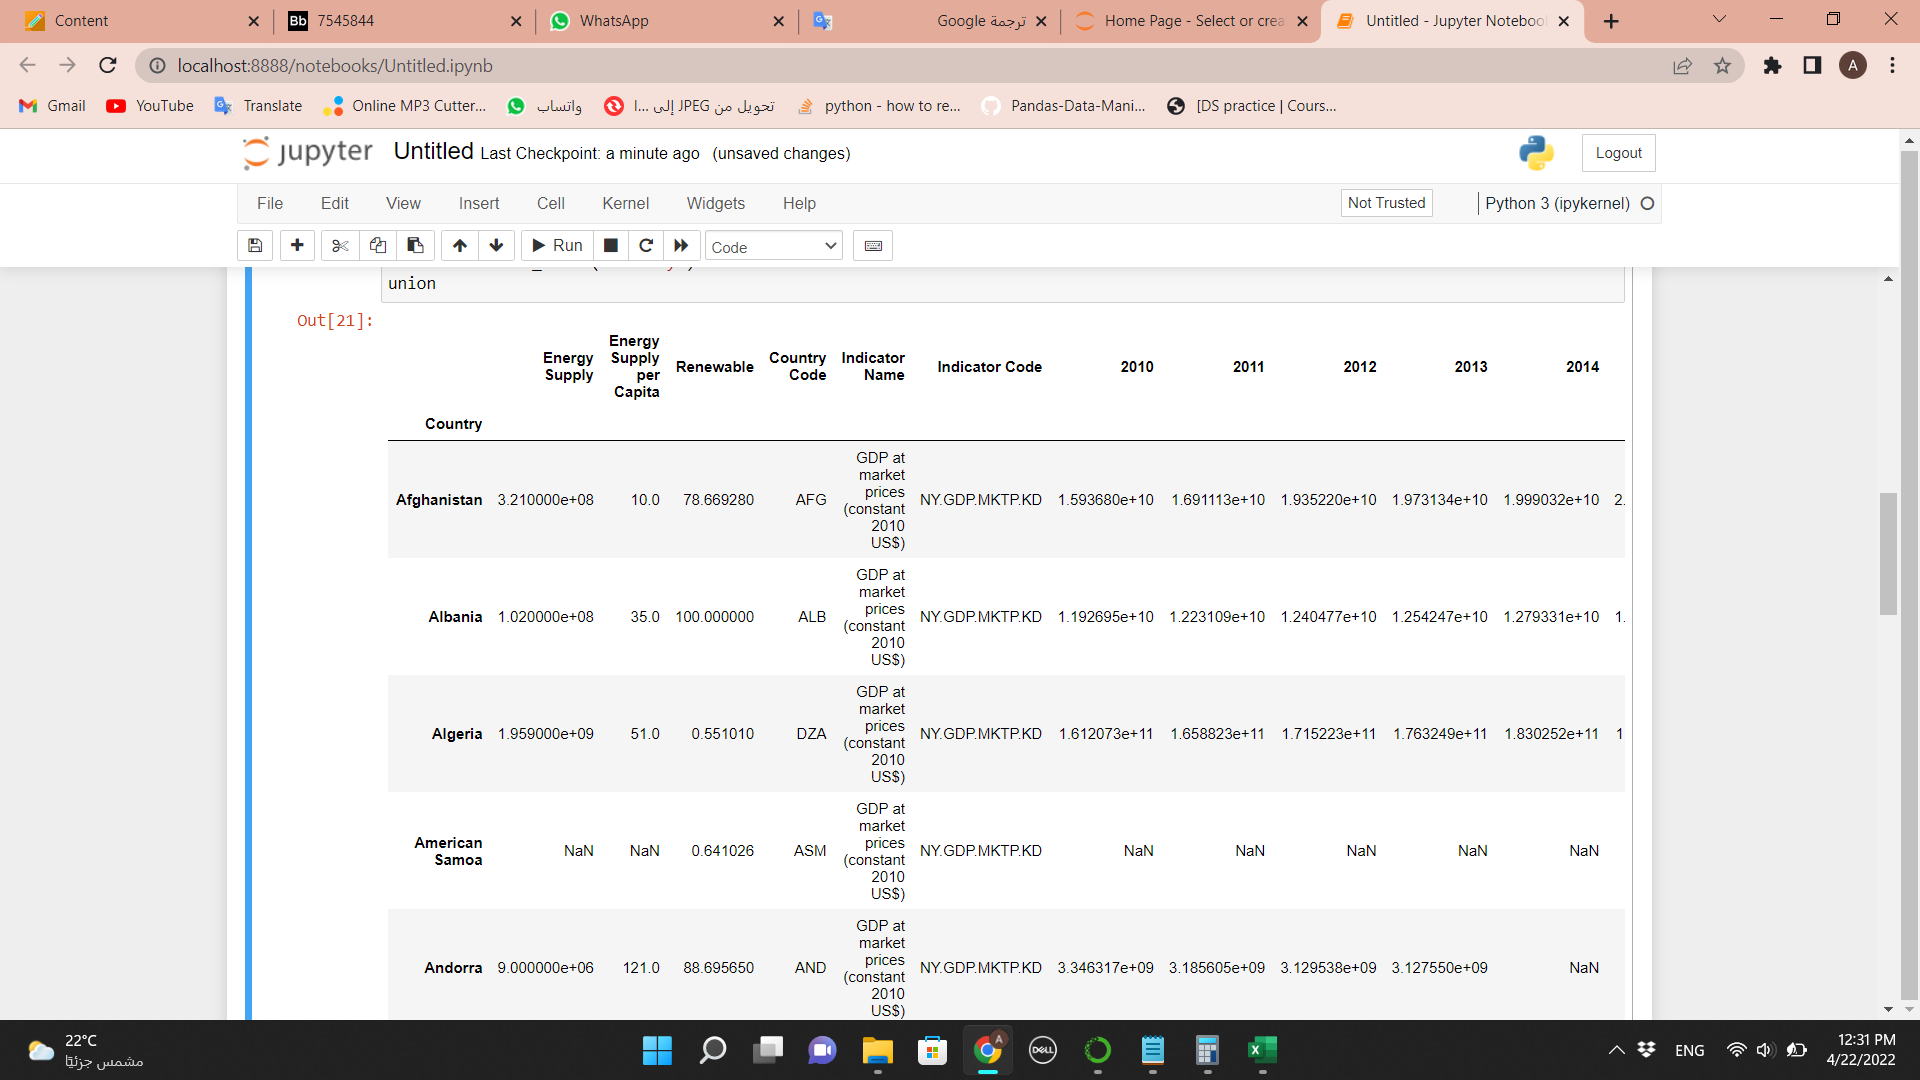 Content
Bb 7545844
WhatsApp
ترجمة Google
Home Page - Select or crea
Untitled - Jupyter Noteboo
localhost:8888/notebooks/Untitled.ipynb
A
Gmail
YouTube
Translate
Online MP3 Cutter...
واتساب
تحويل من JPEG إلى I...
python - how to re...
Pandas-Data-Mani...
[DS practice | Cours...
jupyter Untitled Last Checkpoint: a minute ago (unsaved changes)
Logout
File Edit View Insert Cell Kernel Widgets Help
Not Trusted
Python 3 (ipykernel)
Run
Code
union
Out[21]:
Energy Supply
Energy Supply per Capita
Renewable
Country Code
Indicator Name
Indicator Code
2010 2011 2012 2013 2014
Country
Afghanistan 3.210000e+08 10.0 78.669280 AFG GDP at market prices (constant 2010 US$) NY.GDP.MKTP.KD 1.593680e+10 1.691113e+10 1.935220e+10 1.973134e+10 1.999032e+10 2.
Albania 1.020000e+08 35.0 100.000000 ALB GDP at market prices (constant 2010 US$) NY.GDP.MKTP.KD 1.192695e+10 1.223109e+10 1.240477e+10 1.254247e+10 1.279331e+10 1.
Algeria 1.959000e+09 51.0 0.551010 DZA GDP at market prices (constant 2010 US$) NY.GDP.MKTP.KD 1.612073e+11 1.658823e+11 1.715223e+11 1.763249e+11 1.830252e+11 1
American Samoa NaN NaN 0.641026 ASM GDP at market prices (constant 2010 US$) NY.GDP.MKTP.KD NaN NaN NaN NaN NaN
Andorra 9.000000e+06 121.0 88.695650 AND GDP at market prices (constant 2010 US$) NY.GDP.MKTP.KD 3.346317e+09 3.185605e+09 3.129538e+09 3.127550e+09 NaN
22°C
مشمس جزئيًا
A
DELL
ENG
12:31 PM
4/22/2022